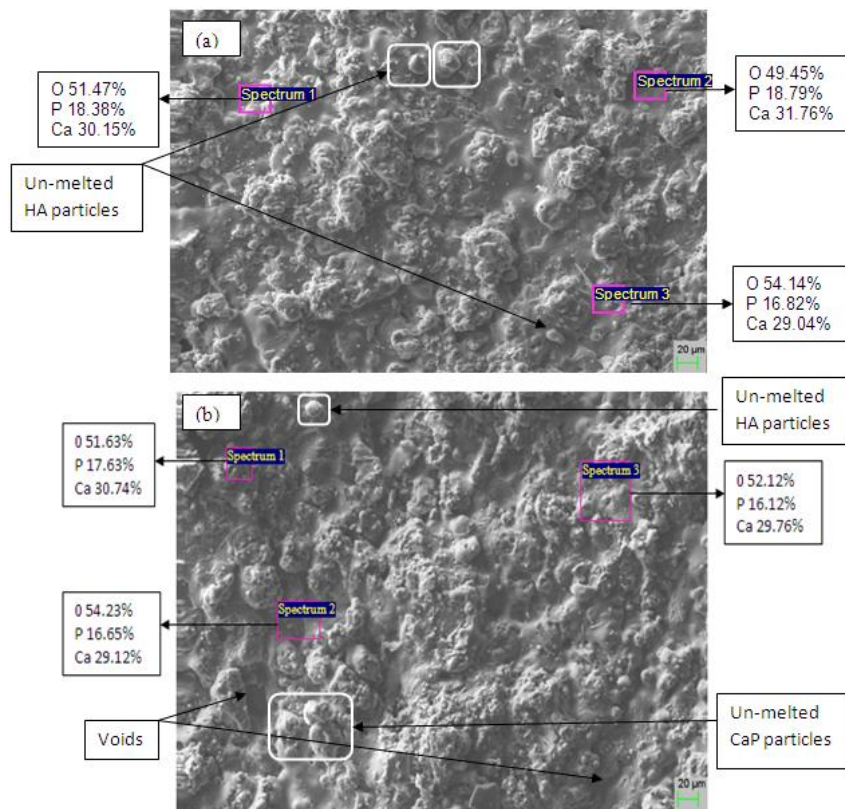 (a)
O 51.47%
P 18.38%
Ca 30.15%
Spectrum 1
Spectrum 2
O 49.45%
P 18.79%
Ca 31.76%
Un-melted
HA particles
Spectrum 3
O 54.14%
P 16.82%
Ca 29.04%
20 µm
(b)
Un-melted
HA particles
0 51.63%
P 17.63%
Ca 30.74%
Spectrum 1
Spectrum 3
0 52.12%
P 16.12%
Ca 29.76%
0 54.23%
P 16.65%
Ca 29.12%
Spectrum 2
Voids
Un-melted
CaP particles
20 µm